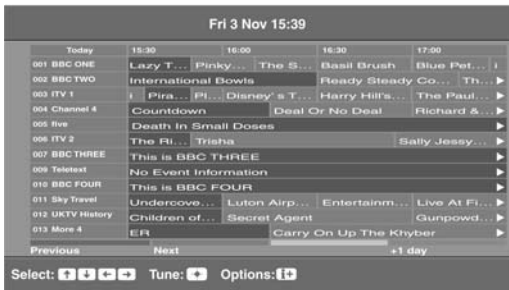 Fri 3 Nov 15:39
Today 15:30 16:00 16:30 17:00
001 BBC ONE Lazy T... Pinky... The S... Basil Brush Blue Pet... i
002 BBC TWO International Bowls Ready Steady Co... Th...
003 ITV 1 i Pira... Pl... Disney's T... Harry Hill's... The Paul...
004 Channel 4 Countdown Deal Or No Deal Richard &...
005 five Death In Small Doses
006 ITV 2 The Ri... Trisha Sally Jessy...
007 BBC THREE This is BBC THREE
009 Teletext No Event Information
010 BBC FOUR This is BBC FOUR
011 Sky Travel Undercove... Luton Airp... Entertainm... Live At Fi...
012 UKTV History Children of... Secret Agent Gunpowd...
013 More 4 ER Carry On Up The Khyber
Previous Next +1 day
Select: Tune: Options: i+